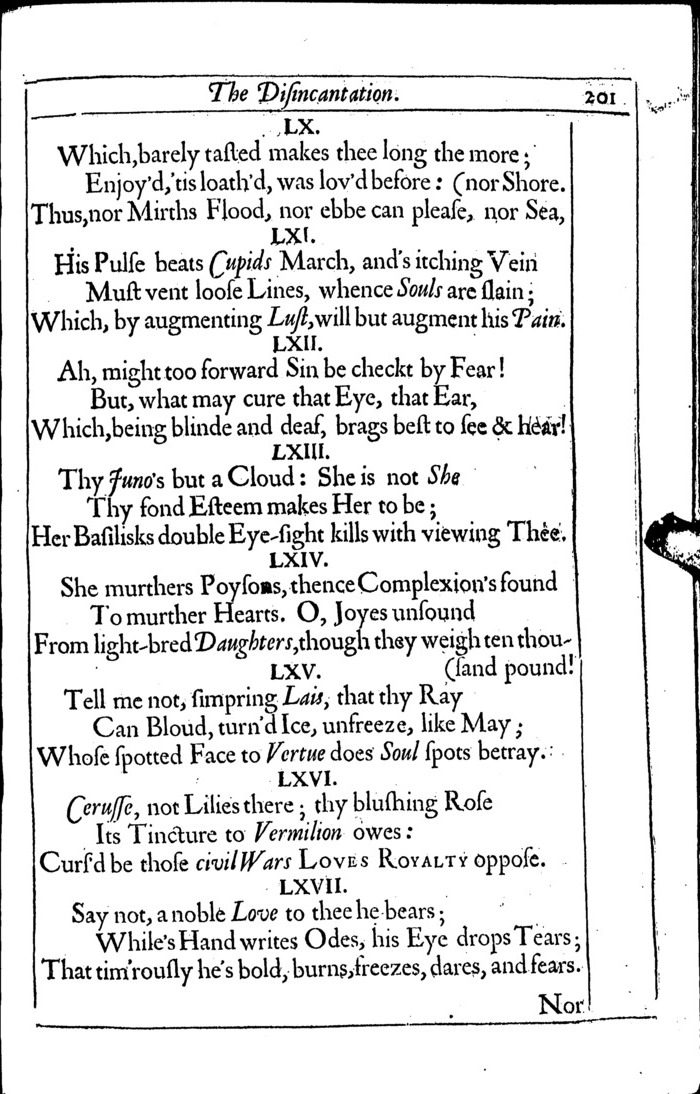 The Disincantation. 201
LX.
Which, barely taſted makes thee long the more;
Enjoy'd, 'tis loath'd, was lov'd before: (nor Shore.
Thus, nor Mirths Flood, nor ebbe can pleaſe, nor Sea,
LXI.
His Pulſe beats Cupids March, and's itching Vein
Muſt vent looſe Lines, whence Souls are ſlain;
Which, by augmenting Luſt, will but augment his Pain.
LXII.
Ah, might too forward Sin be checkt by Fear!
But, what may cure that Eye, that Ear,
Which, being blinde and deaf, brags beſt to ſee & hear!
LXIII.
Thy Juno's but a Cloud: She is not She
Thy fond Eſteem makes Her to be;
Her Baſilisks double Eye-ſight kills with viewing Thee.
LXIV.
She murthers Poyſons, thence Complexion's found
To murther Hearts. O, Joyes unſound
From light-bred Daughters, though they weigh ten thou-
LXV. (ſand pound!
Tell me not, ſimpring Lais, that thy Ray
Can Bloud, turn'd Ice, unfreeze, like May;
Whoſe ſpotted Face to Vertue does Soul ſpots betray.
LXVI.
Ceruſſe, not Lilies there; thy bluſhing Roſe
Its Tincture to Vermilion owes:
Curſ'd be thoſe civil Wars LOVES ROYALTY oppoſe.
LXVII.
Say not, a noble Love to thee he bears;
While's Hand writes Odes, his Eye drops Tears;
That tim'rouſly he's bold, burns, freezes, dares, and fears.
Nor